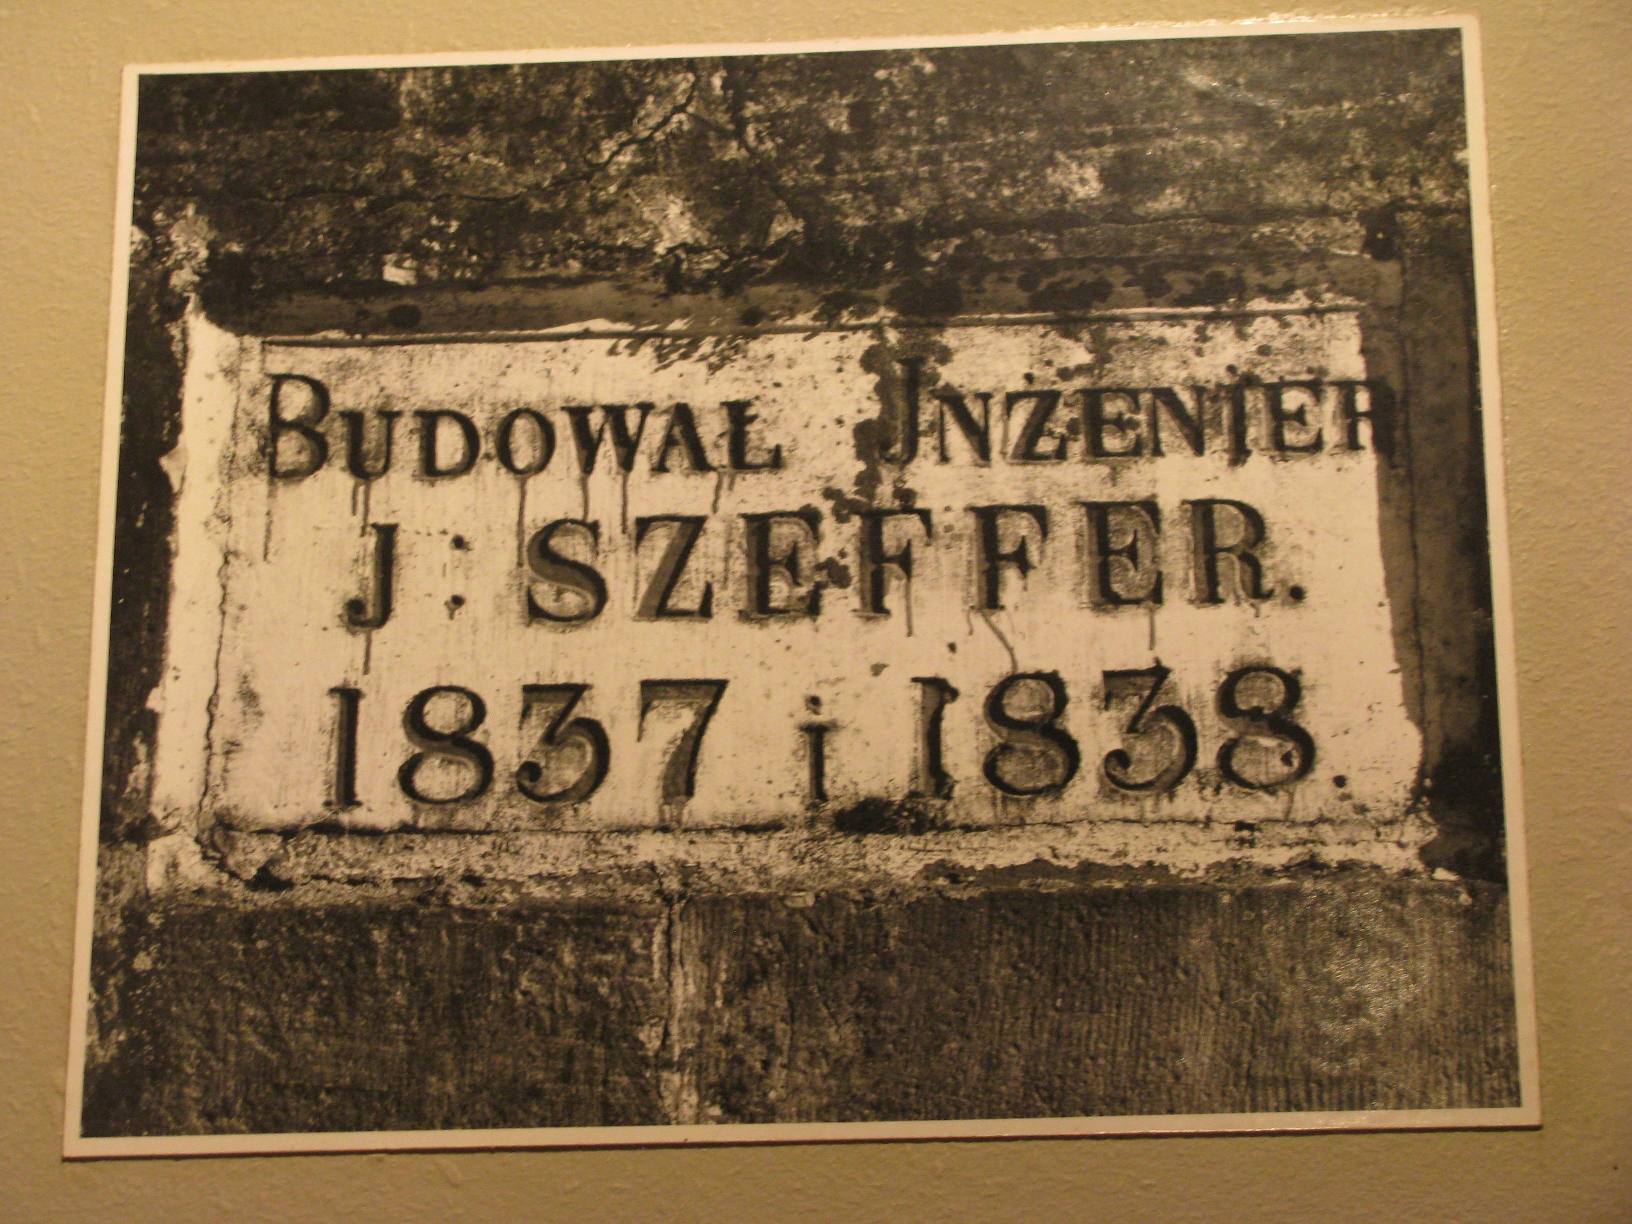 BUDOWAŁ JNŻENIER
J: SZEFFER.
1837 i 1838.